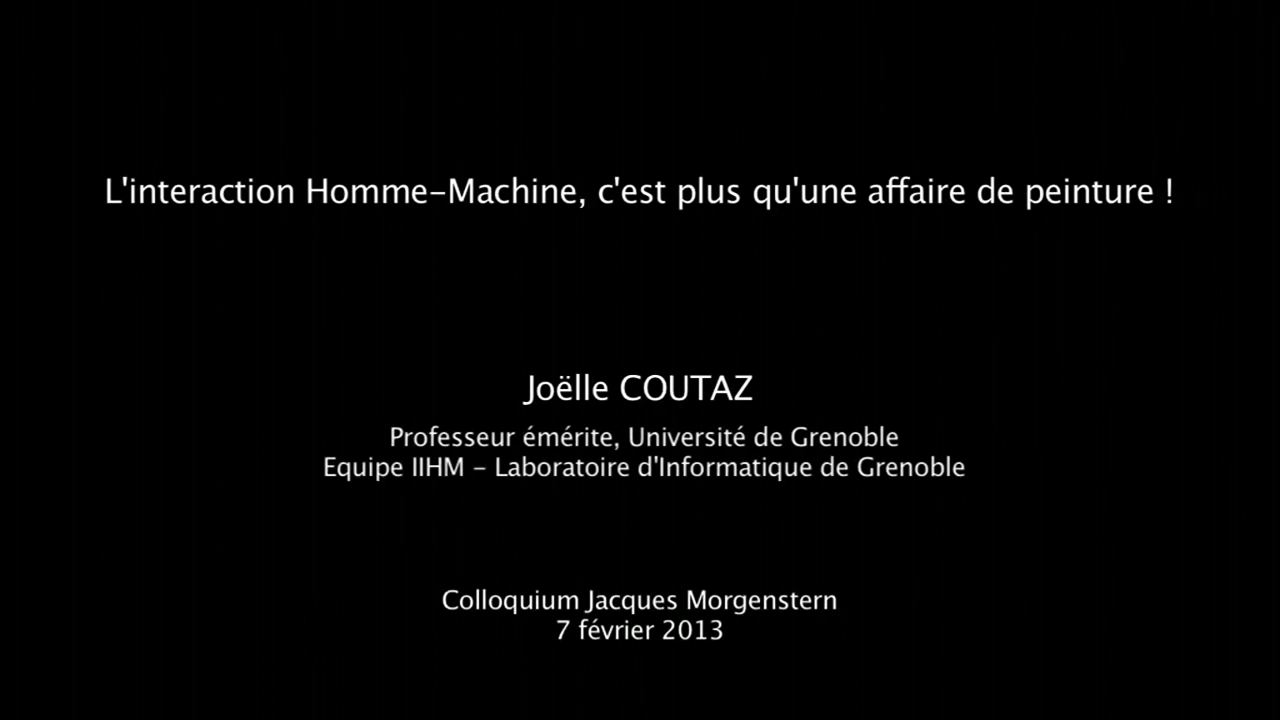 L'interaction Homme-Machine, c'est plus qu'une affaire de peinture !
Joëlle COUTAZ
Professeur émérite, Université de Grenoble
Equipe IIHM - Laboratoire d'Informatique de Grenoble
Colloquium Jacques Morgenstern
7 février 2013